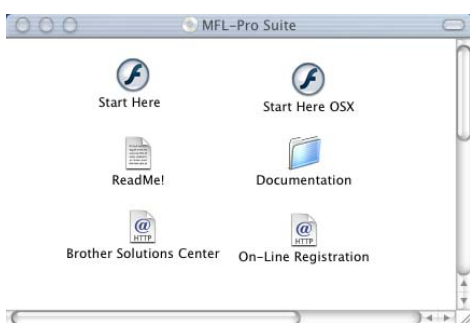 MFL-Pro Suite
Start Here
Start Here OSX
ReadMe!
Documentation
@
HTTP
@
HTTP
Brother Solutions Center
On-Line Registration